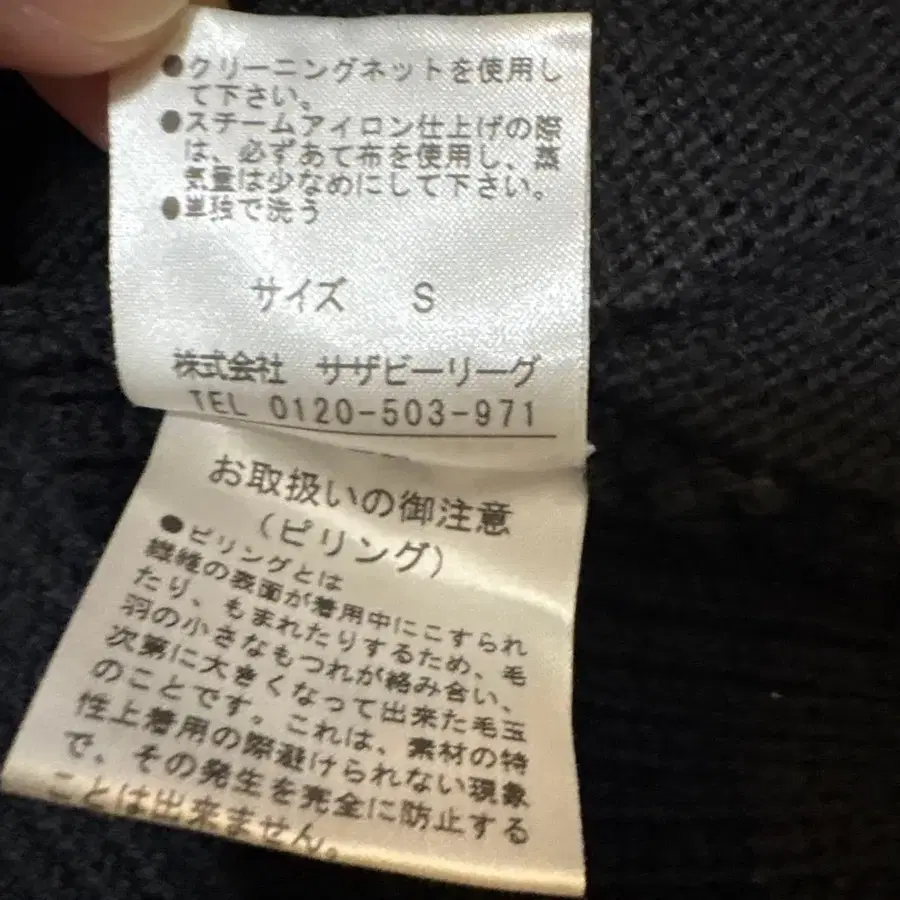 ●クリーニングネットを使用し
て下さい。
●スチームアイロン仕上げの際
は、必ずあて布を使用し、蒸
気量は少なめにして下さい。
●単独で洗う
サイズ S
株式会社 サザビーリーグ
TEL 0120-503-971
お取扱いの御注意
(ピリング)
●ピリングとは
繊維の表面が着用中にこすられ
たり、もまれたりするため、毛
羽の小さなもつれが絡み合い、
次第に大きくなって出来た毛玉
のことです。これは、素材の特
性上着用の際避けられない現象
で、その発生を完全に防止する
ことは出来ません。